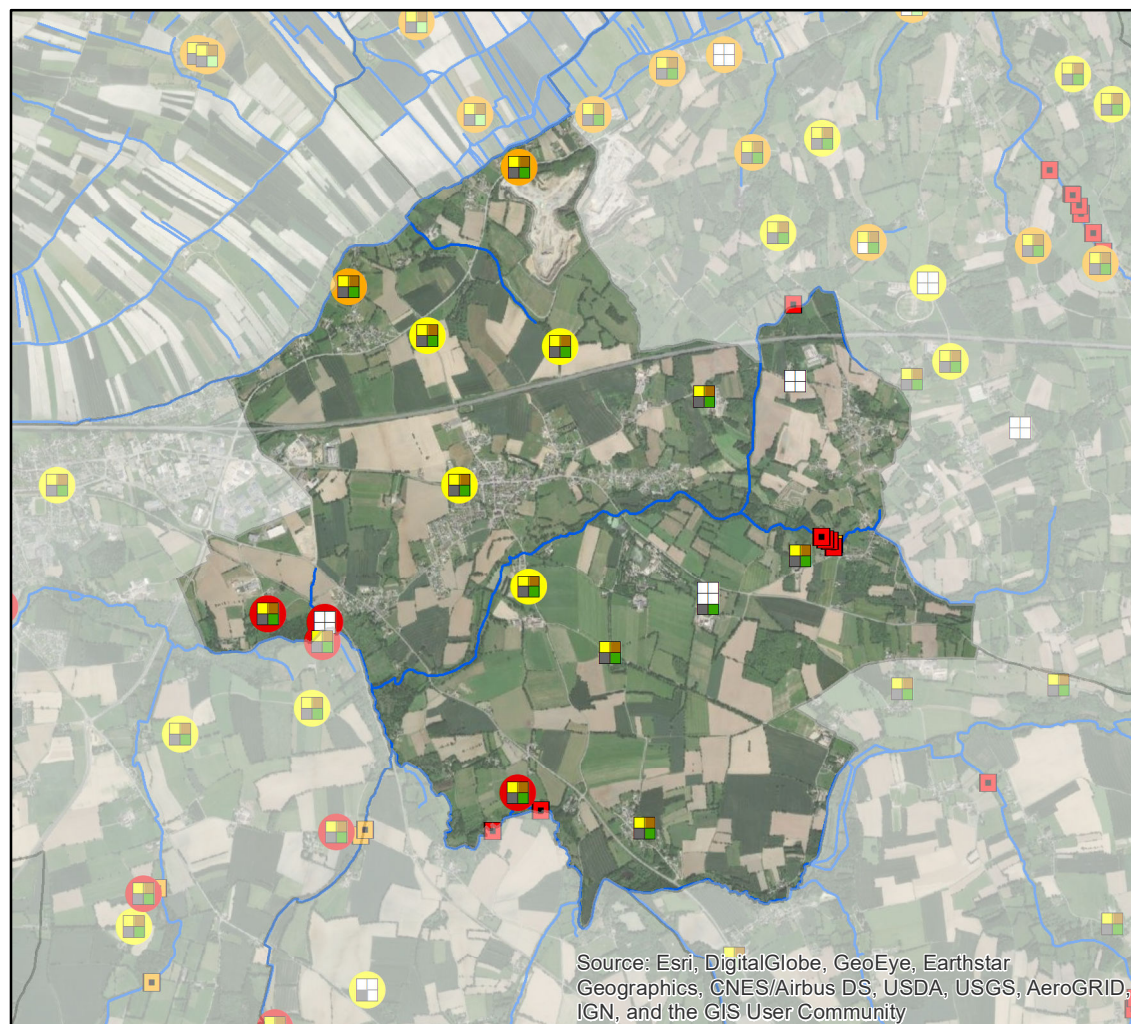 Source: Esri, DigitalGlobe, GeoEye, Earthstar
Geographics, CNES/Airbus DS, USDA, USGS, AeroGRID,
IGN, and the GIS User Community